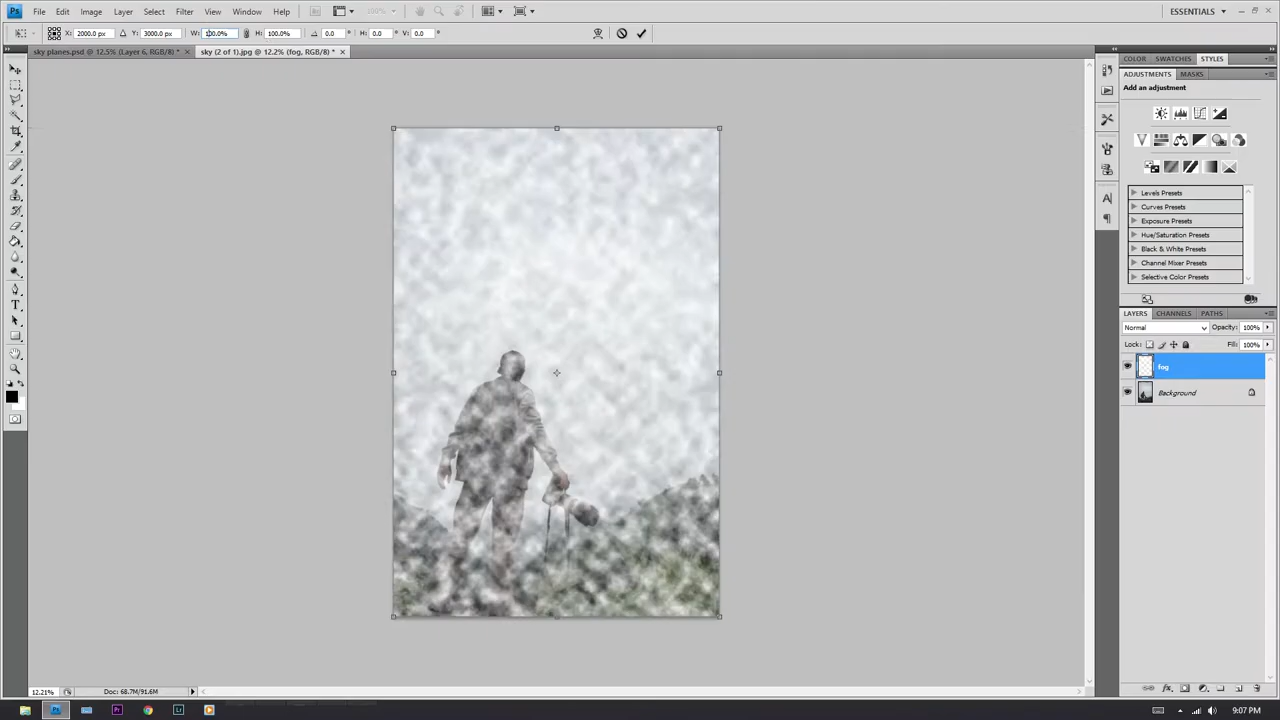 Ps File Edit Image Layer Select Filter View Window Help 100% ESSENTIALS
X: 2000.0 px Y: 3000.0 px W: 100.0% H: 100.0% 0.0 H: 0.0 V: 0.0
sky planes.psd @ 12.5% (Layer 6, RGB/8) * × sky (2 of 1).jpg @ 12.2% (fog, RGB/8) * ×
COLOR SWATCHES STYLES
ADJUSTMENTS MASKS
Add an adjustment
Levels Presets
Curves Presets
Exposure Presets
Hue/Saturation Presets
Black & White Presets
Channel Mixer Presets
Selective Color Presets
LAYERS CHANNELS PATHS
Normal Opacity: 100%
Lock: Fill: 100%
fog
Background
12.21% Doc: 68.7M/91.6M
9:07 PM